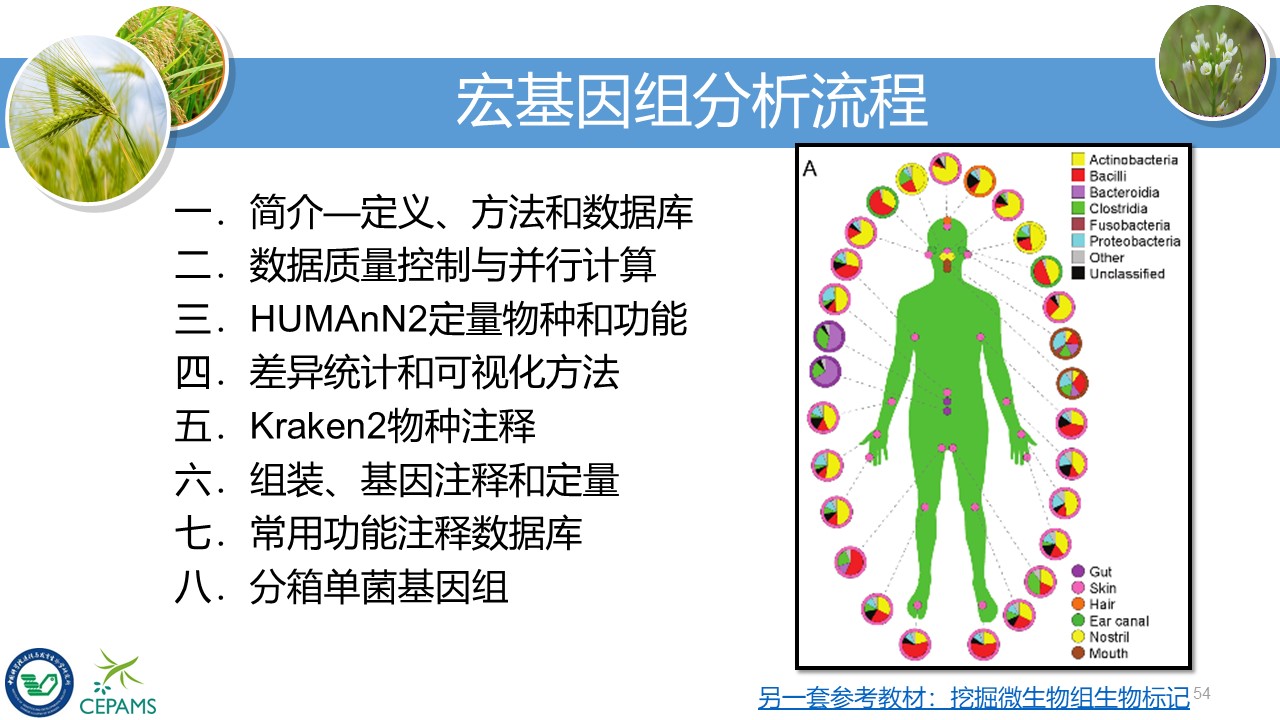 宏基因组分析流程
一．简介—定义、方法和数据库
二．数据质量控制与并行计算
三．HUMAnN2定量物种和功能
四．差异统计和可视化方法
五．Kraken2物种注释
六．组装、基因注释和定量
七．常用功能注释数据库
八．分箱单菌基因组
A
Actinobacteria
Bacilli
Bacteroidia
Clostridia
Fusobacteria
Proteobacteria
Other
Unclassified
Gut
Skin
Hair
Ear canal
Nostril
Mouth
CEPAMS
另一套参考教材：挖掘微生物组生物标记
54